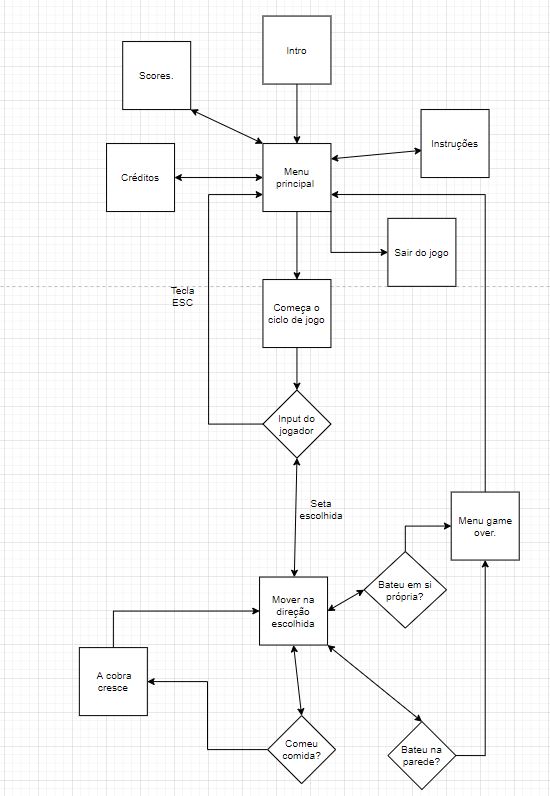 Intro
Scores.
Instruções
Menu
principal
Créditos
Sair do jogo
Tecla
ESC
Começa o
ciclo de jogo
Input do
jogador
Seta
escolhida
Menu game
over.
Mover na
direção
escolhida
Bateu em si
própria?
A cobra
cresce
Comeu
comida?
Bateu na
parede?